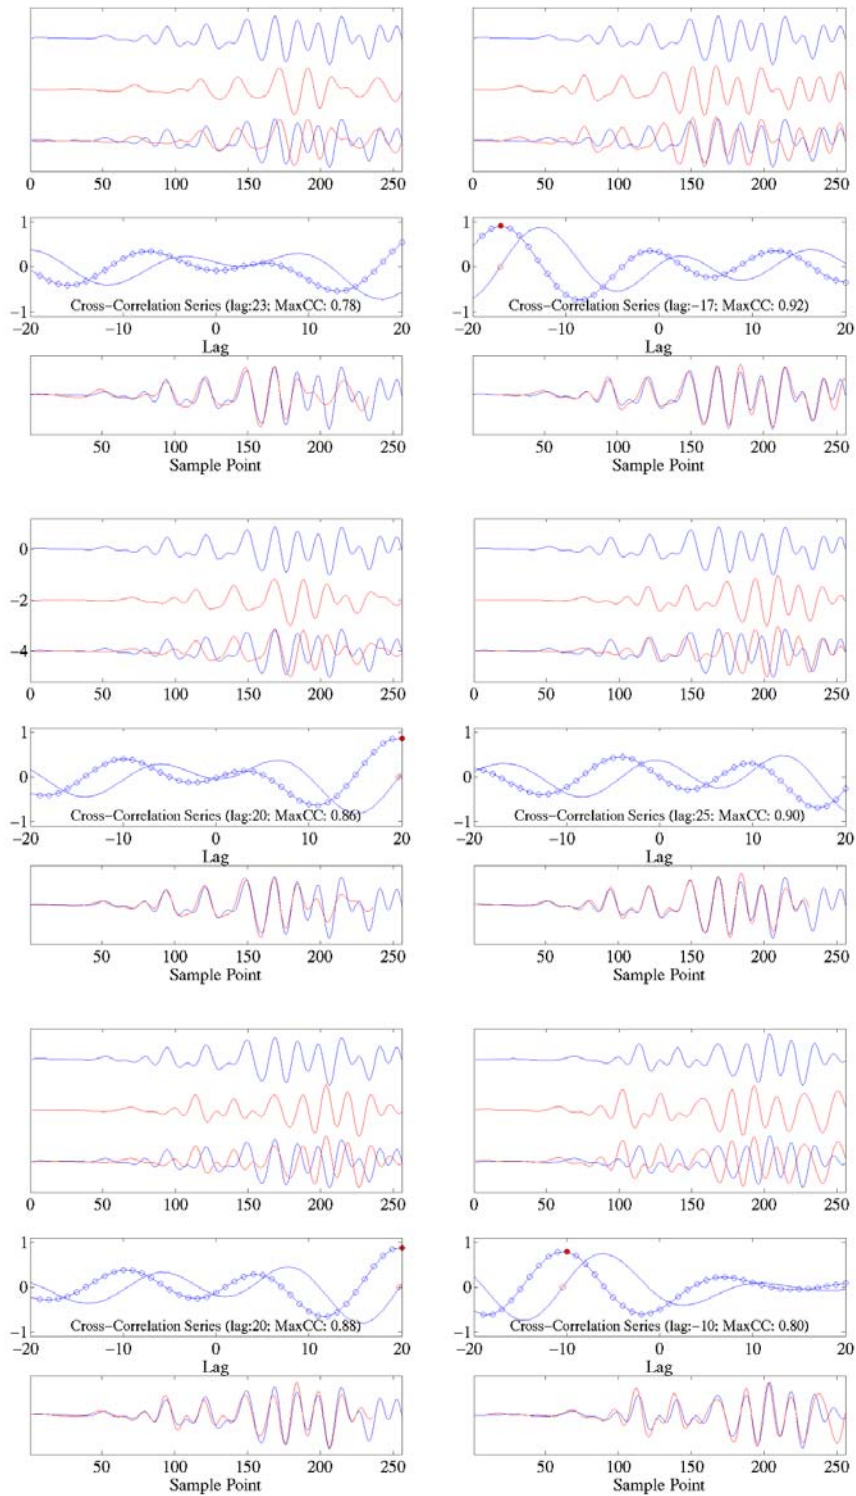 0 50 100 150 200 250
0 50 100 150 200 250
1
0
−1
Cross−Correlation Series (lag:23; MaxCC: 0.78)
−20 −10 0 10 20
Lag
1
0
−1
Cross−Correlation Series (lag:−17; MaxCC: 0.92)
−20 −10 0 10 20
Lag
50 100 150 200 250
Sample Point
50 100 150 200 250
Sample Point
0
−2
−4
0 50 100 150 200 250
0 50 100 150 200 250
1
0
−1
Cross−Correlation Series (lag:20; MaxCC: 0.86)
−20 −10 0 10 20
Lag
1
0
−1
Cross−Correlation Series (lag:25; MaxCC: 0.90)
−20 −10 0 10 20
Lag
50 100 150 200 250
Sample Point
50 100 150 200 250
Sample Point
0 50 100 150 200 250
0 50 100 150 200 250
1
0
−1
Cross−Correlation Series (lag:20; MaxCC: 0.88)
−20 −10 0 10 20
Lag
1
0
−1
Cross−Correlation Series (lag:−10; MaxCC: 0.80)
−20 −10 0 10 20
Lag
50 100 150 200 250
Sample Point
50 100 150 200 250
Sample Point